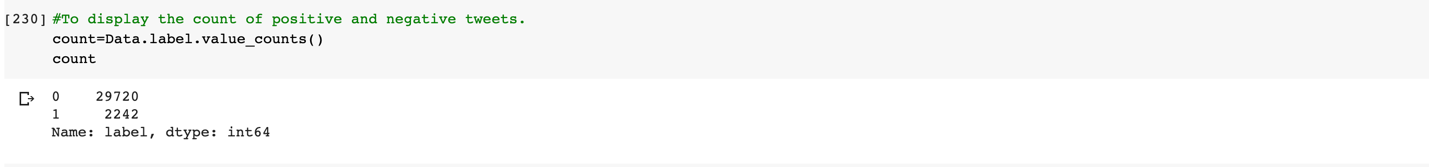 [230] #To display the count of positive and negative tweets.
count=Data.label.value_counts()
count
0    29720
1     2242
Name: label, dtype: int64